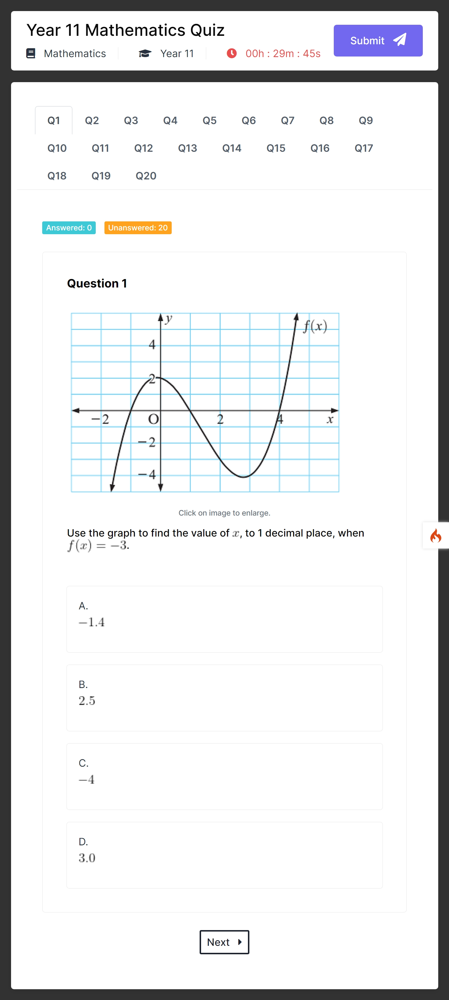 Year 11 Mathematics Quiz
Submit
Mathematics
Year 11
00h : 29m : 45s
Q1 Q2 Q3 Q4 Q5 Q6 Q7 Q8 Q9
Q10 Q11 Q12 Q13 Q14 Q15 Q16 Q17
Q18 Q19 Q20
Answered: 0
Unanswered: 20
Question 1
y
f(x)
4
2
−2 O 2 4 x
−2
−4
Click on image to enlarge.
Use the graph to find the value of x, to 1 decimal place, when
f(x) = −3.
A.
−1.4
B.
2.5
C.
−4
D.
3.0
Next